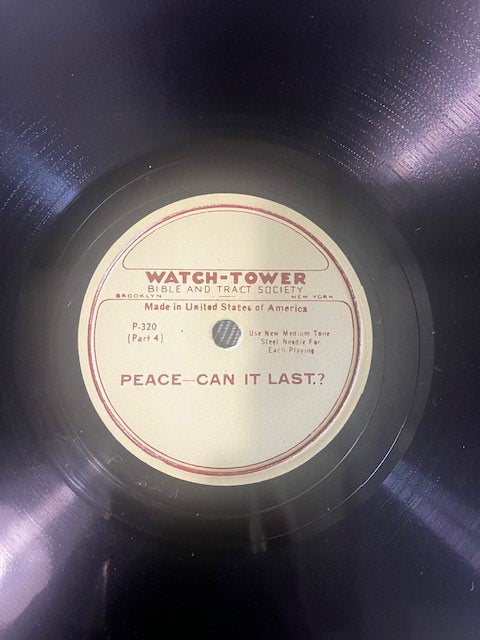 WATCH-TOWER
BIBLE AND TRACT SOCIETY
BROOKLYN NEW YORK
Made in United States of America
P-320
(Part 4)
Use New Medium Tone
Steel Needle For
Each Playing
PEACE—CAN IT LAST?